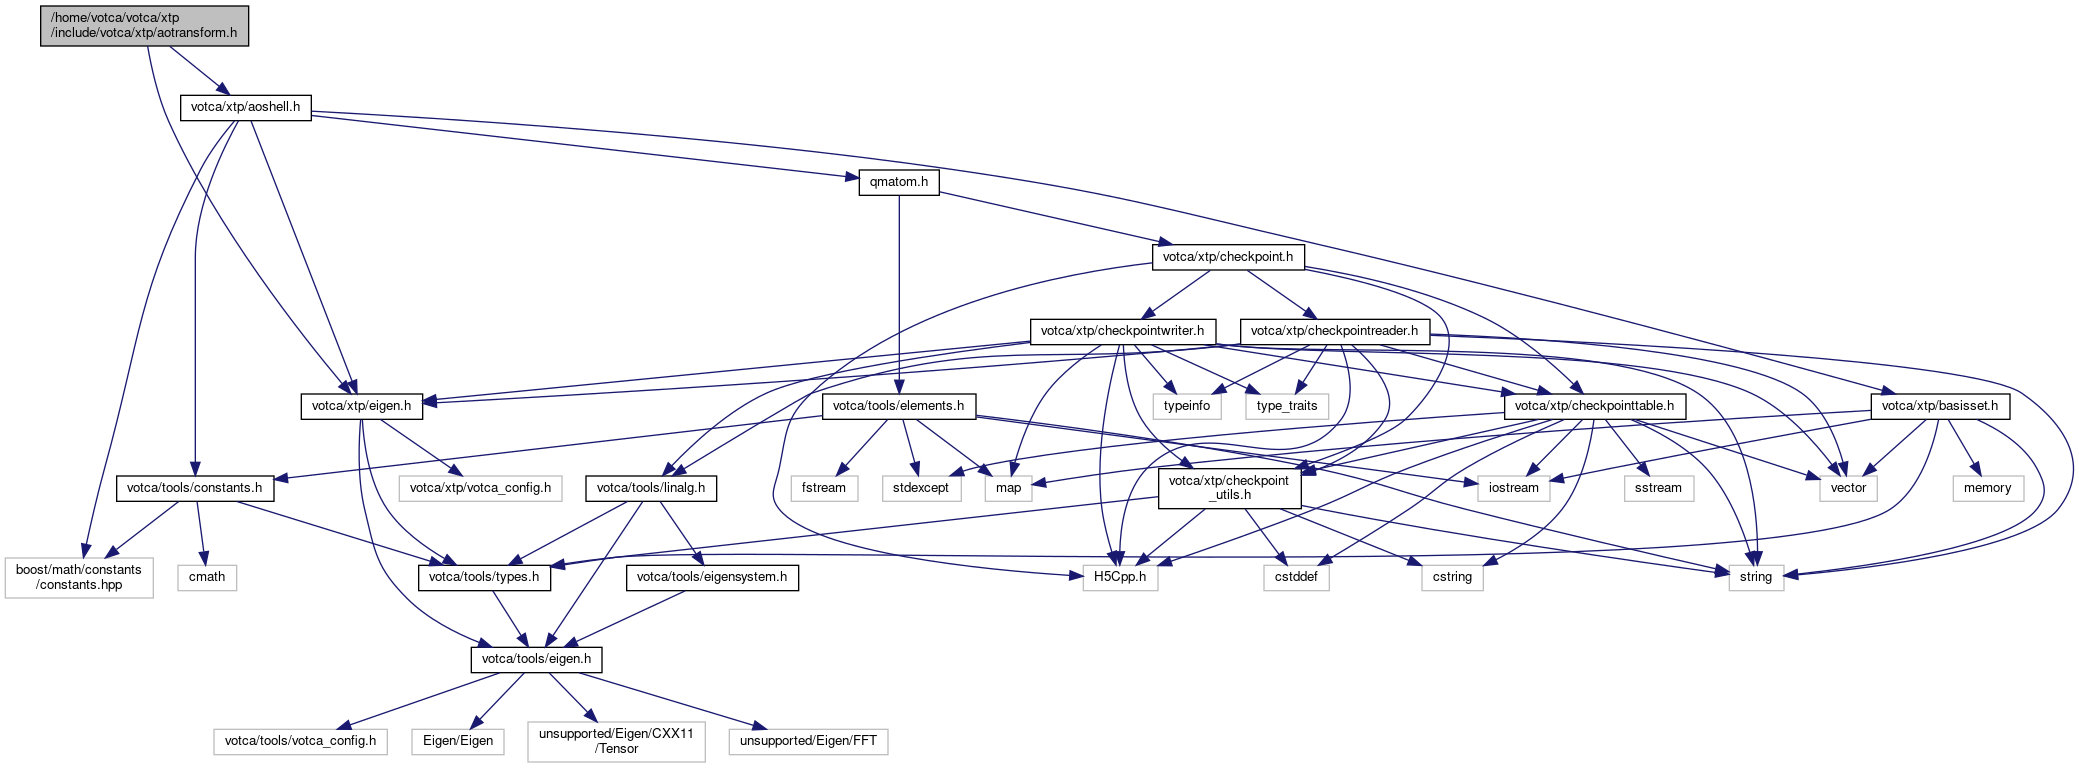 /home/votca/votca/xtp
/include/votca/xtp/aotransform.h
votca/xtp/aoshell.h
qmatom.h
votca/xtp/checkpoint.h
votca/xtp/checkpointwriter.h
votca/xtp/checkpointreader.h
votca/xtp/eigen.h
votca/tools/elements.h
typeinfo
type_traits
votca/xtp/checkpointtable.h
votca/xtp/basisset.h
votca/tools/constants.h
votca/xtp/votca_config.h
votca/tools/linalg.h
fstream
stdexcept
map
votca/xtp/checkpoint
_utils.h
iostream
sstream
vector
memory
boost/math/constants
/constants.hpp
cmath
votca/tools/types.h
votca/tools/eigensystem.h
H5Cpp.h
cstddef
cstring
string
votca/tools/eigen.h
votca/tools/votca_config.h
Eigen/Eigen
unsupported/Eigen/CXX11
/Tensor
unsupported/Eigen/FFT